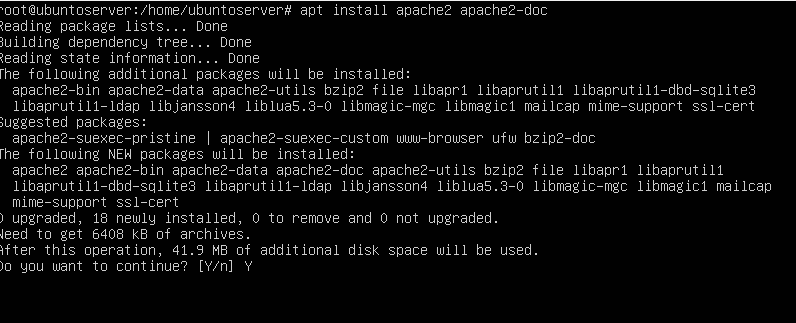 root@ubuntoserver:/home/ubuntoserver# apt install apache2 apache2-doc
Reading package lists... Done
Building dependency tree... Done
Reading state information... Done
The following additional packages will be installed:
  apache2-bin apache2-data apache2-utils bzip2 file libapr1 libaprutil1 libaprutil1-dbd-sqlite3
  libaprutil1-ldap libjansson4 liblua5.3-0 libmagic-mgc libmagic1 mailcap mime-support ssl-cert
Suggested packages:
  apache2-suexec-pristine | apache2-suexec-custom www-browser ufw bzip2-doc
The following NEW packages will be installed:
  apache2 apache2-bin apache2-data apache2-doc apache2-utils bzip2 file libapr1 libaprutil1
  libaprutil1-dbd-sqlite3 libaprutil1-ldap libjansson4 liblua5.3-0 libmagic-mgc libmagic1 mailcap
  mime-support ssl-cert
0 upgraded, 18 newly installed, 0 to remove and 0 not upgraded.
Need to get 6408 kB of archives.
After this operation, 41.9 MB of additional disk space will be used.
Do you want to continue? [Y/n] Y